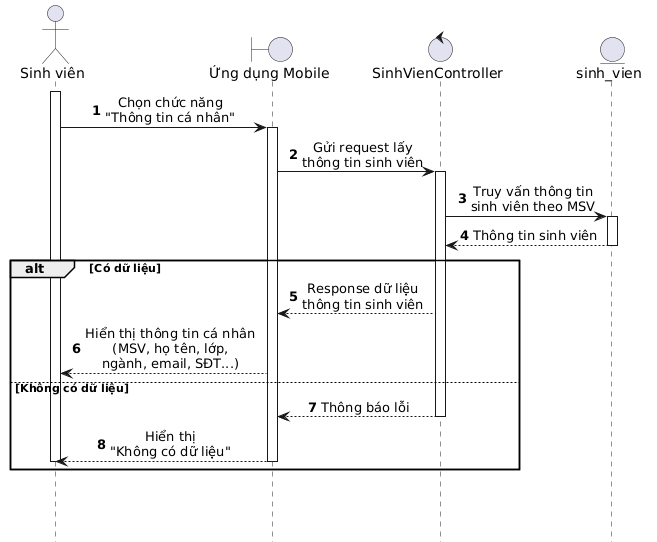 Sinh viên
Ứng dụng Mobile
SinhVienController
sinh_vien
1 Chọn chức năng
"Thông tin cá nhân"
2 Gửi request lấy
thông tin sinh viên
3 Truy vấn thông tin
sinh viên theo MSV
4 Thông tin sinh viên
alt [Có dữ liệu]
5 Response dữ liệu
thông tin sinh viên
6 Hiển thị thông tin cá nhân
(MSV, họ tên, lớp,
ngành, email, SĐT...)
[Không có dữ liệu]
7 Thông báo lỗi
8 Hiển thị
"Không có dữ liệu"